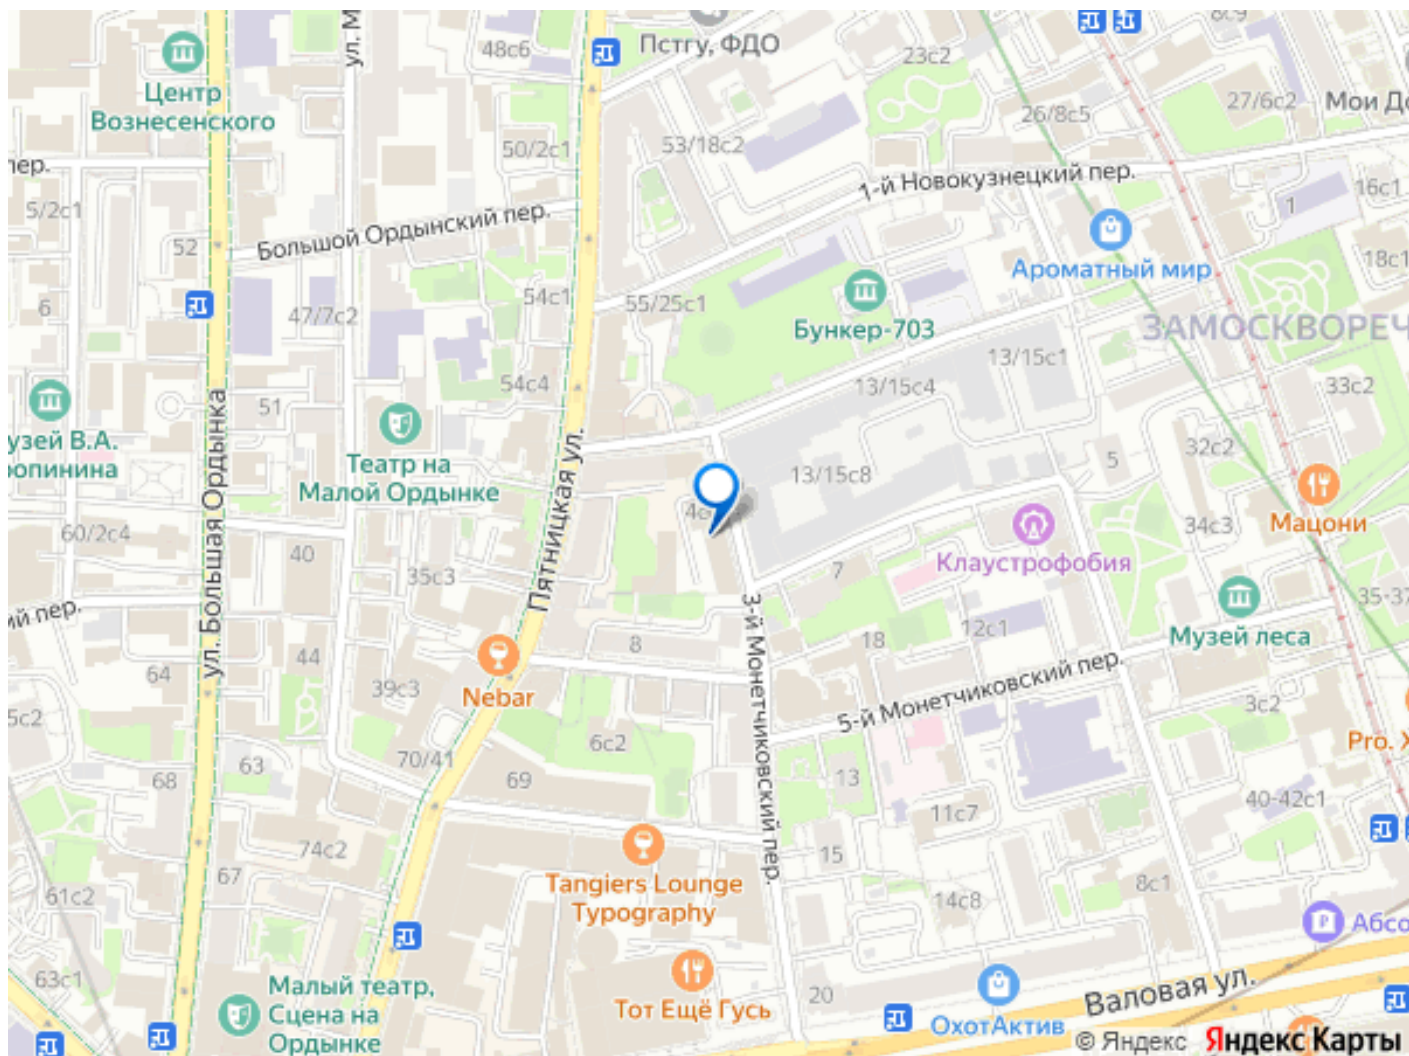 48с6
Пстгу, ФДО
8с9
23с2
Центр
Вознесенского
ул. М
27/6с2
Мои До
26/8с5
50/2с1
53/18с2
пер.
1-й Новокузнецкий пер.
16с1
5/2с1
1
Большой Ордынский пер.
52
Ароматный мир
18с1
54с1
55/25с1
6
47/7с2
Бункер-703
ЗАМОСКВОРЕЧ
13/15с1
54с4
13/15с4
33с2
51
узей В.А.
ропинина
ул. Большая Ордынка
Пятницкая ул.
Театр на
Малой Ордынке
32с2
5
13/15с8
60/2с4
34с3
Мацони
40
Клаустрофобия
35с3
7
35-37
ий пер.
3-й Монетчиковский пер.
12с1
Музей леса
8
18
44
64
39с3
Nebar
5-й Монетчиковский пер.
5с2
3с2
6с2
Pro. X
70/41
63
68
69
13
40-42с1
11с7
74с2
15
67
Tangiers Lounge
Typography
8с1
61с2
14с8
Абсо
63с1
Малый театр,
Сцена на
Ордынке
Тот Ещё Гусь
20
ОхотАктив
Валовая ул.
© Яндекс Яндекс Карты